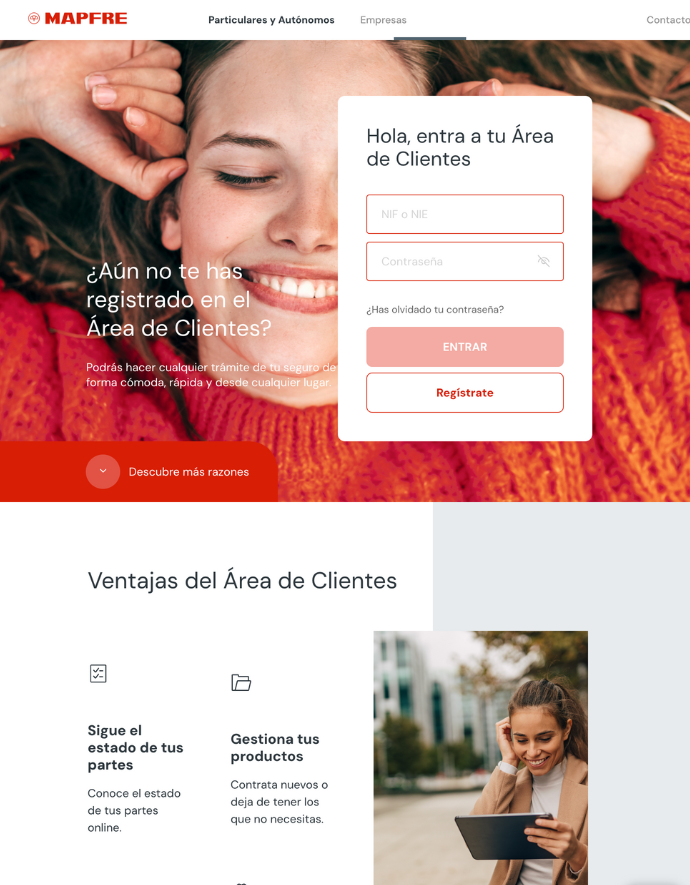 MAPFRE
Particulares y Autónomos
Empresas
Contacto
Hola, entra a tu Área
de Clientes
NIF o NIE
Contraseña
¿Has olvidado tu contraseña?
ENTRAR
Regístrate
¿Aún no te has
registrado en el
Área de Clientes?
Podrás hacer cualquier trámite de tu seguro de
forma cómoda, rápida y desde cualquier lugar.
Descubre más razones
Ventajas del Área de Clientes
Sigue el
estado de tus
partes
Conoce el estado
de tus partes
online.
Gestiona tus
productos
Contrata nuevos o
deja de tener los
que no necesitas.